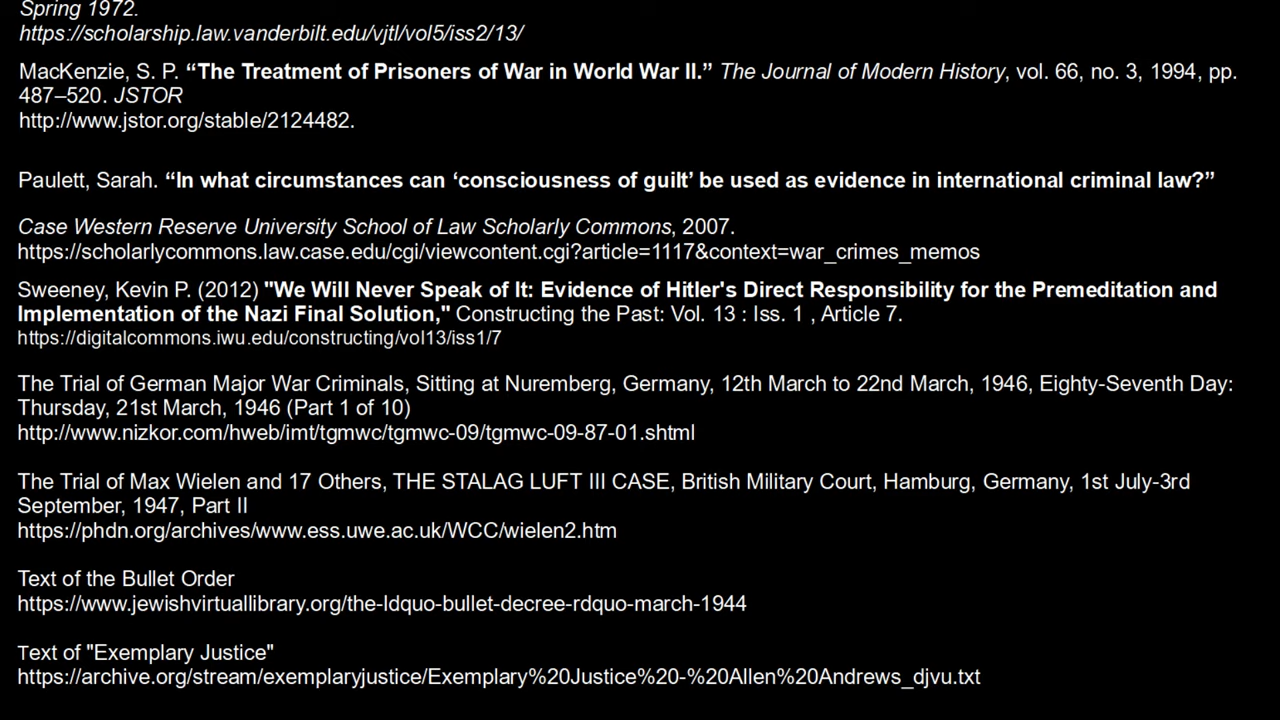 Spring 1972.
https://scholarship.law.vanderbilt.edu/vjtl/vol5/iss2/13/
MacKenzie, S. P. “The Treatment of Prisoners of War in World War II.” The Journal of Modern History, vol. 66, no. 3, 1994, pp.
487–520. JSTOR
http://www.jstor.org/stable/2124482.
Paulett, Sarah. “In what circumstances can ‘consciousness of guilt’ be used as evidence in international criminal law?”
Case Western Reserve University School of Law Scholarly Commons, 2007.
https://scholarlycommons.law.case.edu/cgi/viewcontent.cgi?article=1117&context=war_crimes_memos
Sweeney, Kevin P. (2012) "We Will Never Speak of It: Evidence of Hitler's Direct Responsibility for the Premeditation and
Implementation of the Nazi Final Solution," Constructing the Past: Vol. 13 : Iss. 1 , Article 7.
https://digitalcommons.iwu.edu/constructing/vol13/iss1/7
The Trial of German Major War Criminals, Sitting at Nuremberg, Germany, 12th March to 22nd March, 1946, Eighty-Seventh Day:
Thursday, 21st March, 1946 (Part 1 of 10)
http://www.nizkor.com/hweb/imt/tgmwc/tgmwc-09/tgmwc-09-87-01.shtml
The Trial of Max Wielen and 17 Others, THE STALAG LUFT III CASE, British Military Court, Hamburg, Germany, 1st July-3rd
September, 1947, Part II
https://phdn.org/archives/www.ess.uwe.ac.uk/WCC/wielen2.htm
Text of the Bullet Order
https://www.jewishvirtuallibrary.org/the-ldquo-bullet-decree-rdquo-march-1944
Text of "Exemplary Justice"
https://archive.org/stream/exemplaryjustice/Exemplary%20Justice%20-%20Allen%20Andrews_djvu.txt